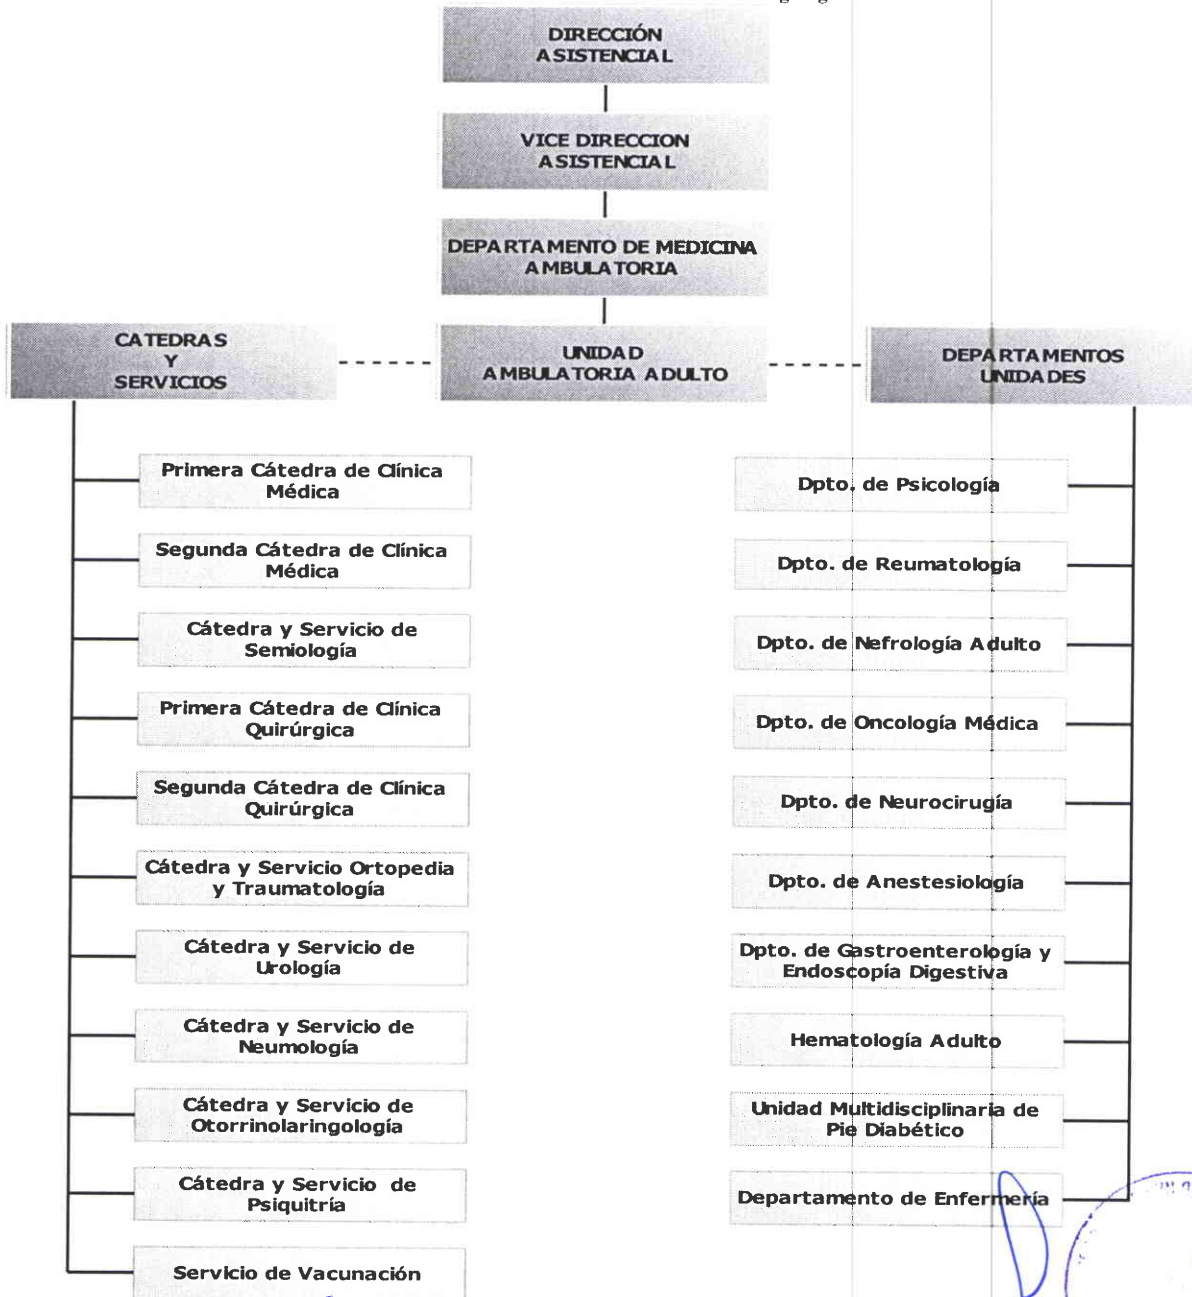 DIRECCIÓN
ASISTENCIAL
VICE DIRECCION
ASISTENCIAL
DEPARTAMENTO DE MEDICINA
AMBULATORIA
CATEDRAS
Y
SERVICIOS
UNIDAD
AMBULATORIA ADULTO
DEPARTAMENTOS
UNIDADES
Primera Cátedra de Clínica
Médica
Segunda Cátedra de Clínica
Médica
Cátedra y Servicio de
Semiología
Primera Cátedra de Clínica
Quirúrgica
Segunda Cátedra de Clínica
Quirúrgica
Cátedra y Servicio Ortopedia
y Traumatología
Cátedra y Servicio de
Urología
Cátedra y Servicio de
Neumología
Cátedra y Servicio de
Otorrinolaringología
Cátedra y Servicio de
Psiquitría
Servicio de Vacunación
Dpto. de Psicología
Dpto. de Reumatología
Dpto. de Nefrología Adulto
Dpto. de Oncología Médica
Dpto. de Neurocirugía
Dpto. de Anestesiología
Dpto. de Gastroenterología y
Endoscopía Digestiva
Hematología Adulto
Unidad Multidisciplinaria de
Pie Diabético
Departamento de Enfermería